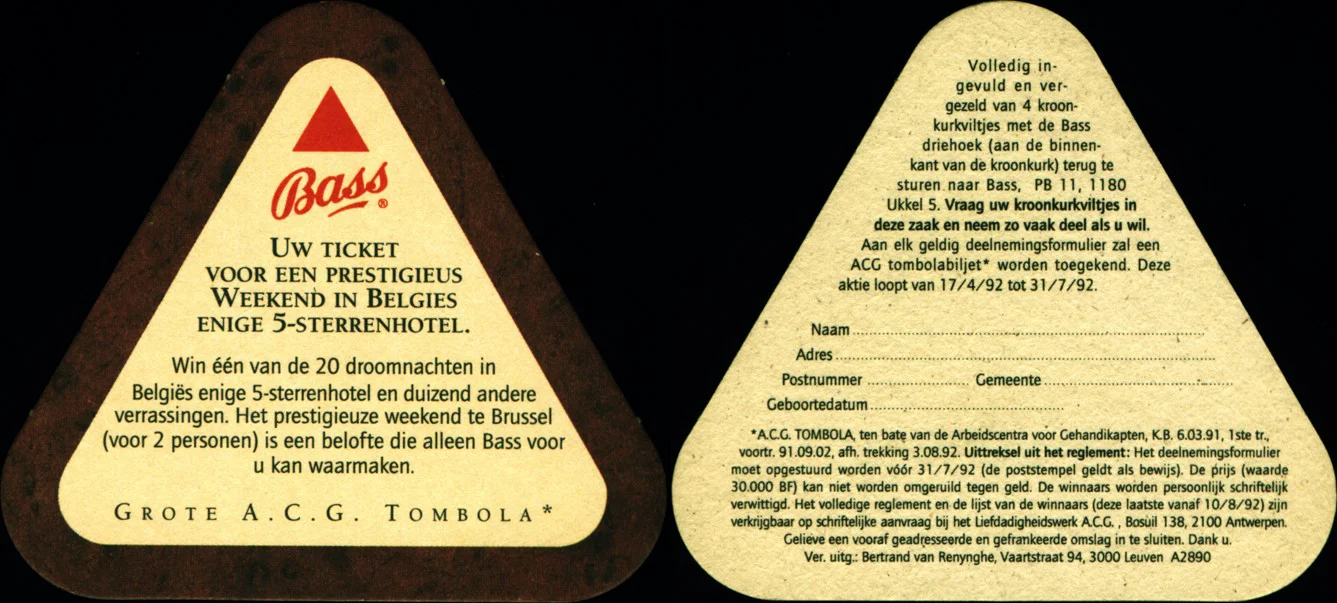 Bass®
UW TICKET
VOOR EEN PRESTIGIEUS
WEEKEND IN BELGIES
ENIGE 5-STERRENHOTEL.
Win één van de 20 droomnachten in
Belgiës enige 5-sterrenhotel en duizend andere
verrassingen. Het prestigieuze weekend te Brussel
(voor 2 personen) is een belofte die alleen Bass voor
u kan waarmaken.
GROTE A.C.G. TOMBOLA*
Volledig in-
gevuld en ver-
gezeld van 4 kroon-
kurkviltjes met de Bass
driehoek (aan de binnen-
kant van de kroonkurk) terug te
sturen naar Bass, PB 11, 1180
Ukkel 5. Vraag uw kroonkurkviltjes in
deze zaak en neem zo vaak deel als u wil.
Aan elk geldig deelnemingsformulier zal een
ACG tombolabiljet* worden toegekend. Deze
aktie loopt van 17/4/92 tot 31/7/92.
Naam
Adres
Postnummer Gemeente
Geboortedatum
*A.C.G. TOMBOLA, ten bate van de Arbeidscentra voor Gehandikapten, K.B. 6.03.91, 1ste tr.,
voortr. 91.09.02, afh. trekking 3.08.92. Uittreksel uit het reglement: Het deelnemingsformulier
moet opgestuurd worden vóór 31/7/92 (de poststempel geldt als bewijs). De prijs (waarde
30.000 BF) kan niet worden omgeruild tegen geld. De winnaars worden persoonlijk schriftelijk
verwittigd. Het volledige reglement en de lijst van de winnaars (deze laatste vanaf 10/8/92) zijn
verkrijgbaar op schriftelijke aanvraag bij het Liefdadigheidswerk A.C.G., Bosuil 138, 2100 Antwerpen.
Gelieve een vooraf geadresseerde en gefrankeerde omslag in te sluiten. Dank u.
Ver. uitg.: Bertrand van Renynghe, Vaartstraat 94, 3000 Leuven A2890